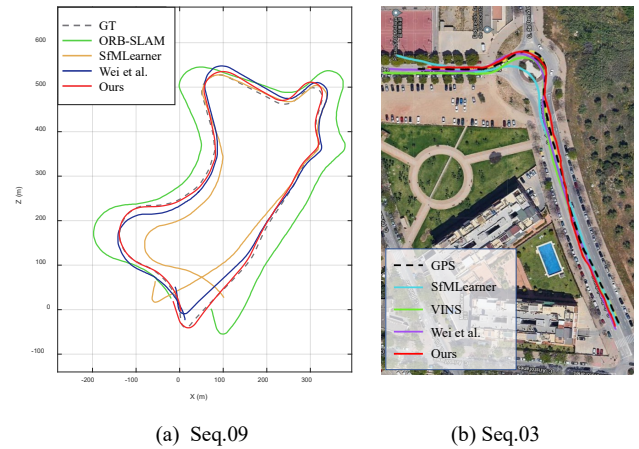 GT
ORB-SLAM
SfMLearner
Wei et al.
Ours
600
500
400
300
200
100
0
-100
Z (m)
-200
-100
0
100
200
300
X (m)
(a) Seq.09
GPS
SfMLearner
VINS
Wei et al.
Ours
(b) Seq.03